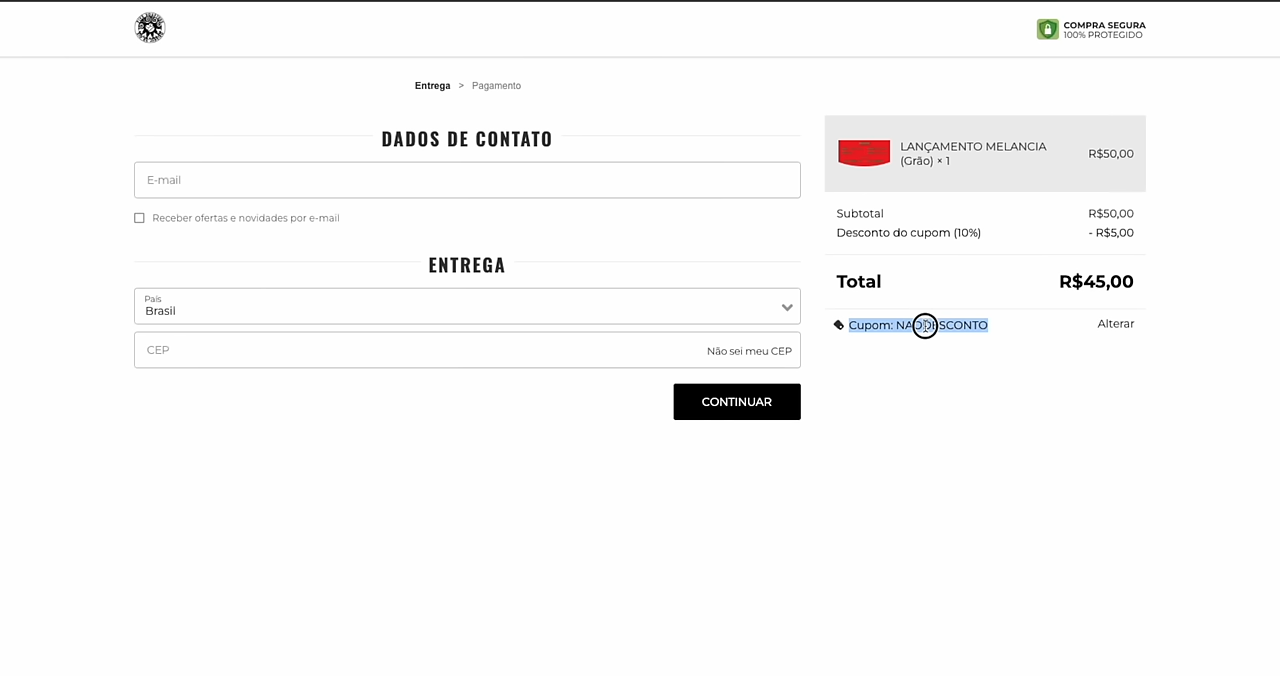 COMPRA SEGURA
100% PROTEGIDO
Entrega > Pagamento
DADOS DE CONTATO
E-mail
Receber ofertas e novidades por e-mail
ENTREGA
País
Brasil
CEP
Não sei meu CEP
CONTINUAR
LANÇAMENTO MELANCIA
(Grão) × 1
R$50,00
Subtotal R$50,00
Desconto do cupom (10%) - R$5,00
Total R$45,00
Cupom: NAODESCONTO Alterar